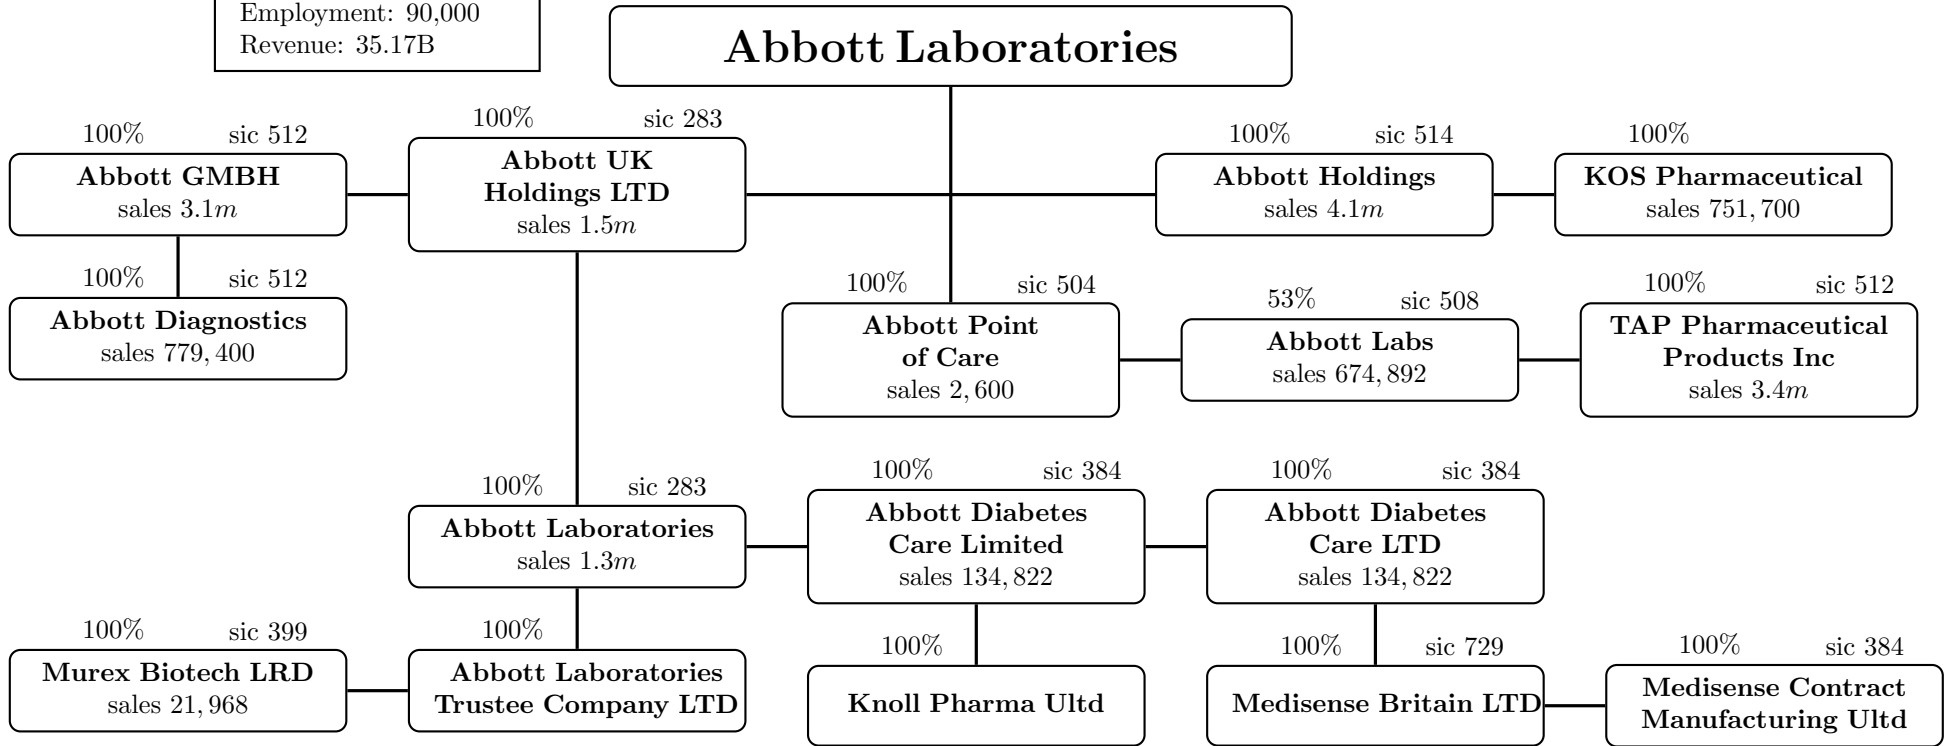 Employment: 90,000
Revenue: 35.17B
Abbott Laboratories
100% sic 512
Abbott GMBH
sales 3.1m
100% sic 283
Abbott UK
Holdings LTD
sales 1.5m
100% sic 514
Abbott Holdings
sales 4.1m
100%
KOS Pharmaceutical
sales 751,700
100% sic 512
Abbott Diagnostics
sales 779,400
100% sic 504
Abbott Point
of Care
sales 2,600
53% sic 508
Abbott Labs
sales 674,892
100% sic 512
TAP Pharmaceutical
Products Inc
sales 3.4m
100% sic 283
Abbott Laboratories
sales 1.3m
100% sic 384
Abbott Diabetes
Care Limited
sales 134,822
100% sic 384
Abbott Diabetes
Care LTD
sales 134,822
100% sic 399
Murex Biotech LRD
sales 21,968
100%
Abbott Laboratories
Trustee Company LTD
100%
Knoll Pharma Ultd
100% sic 729
Medisense Britain LTD
100% sic 384
Medisense Contract
Manufacturing Ultd